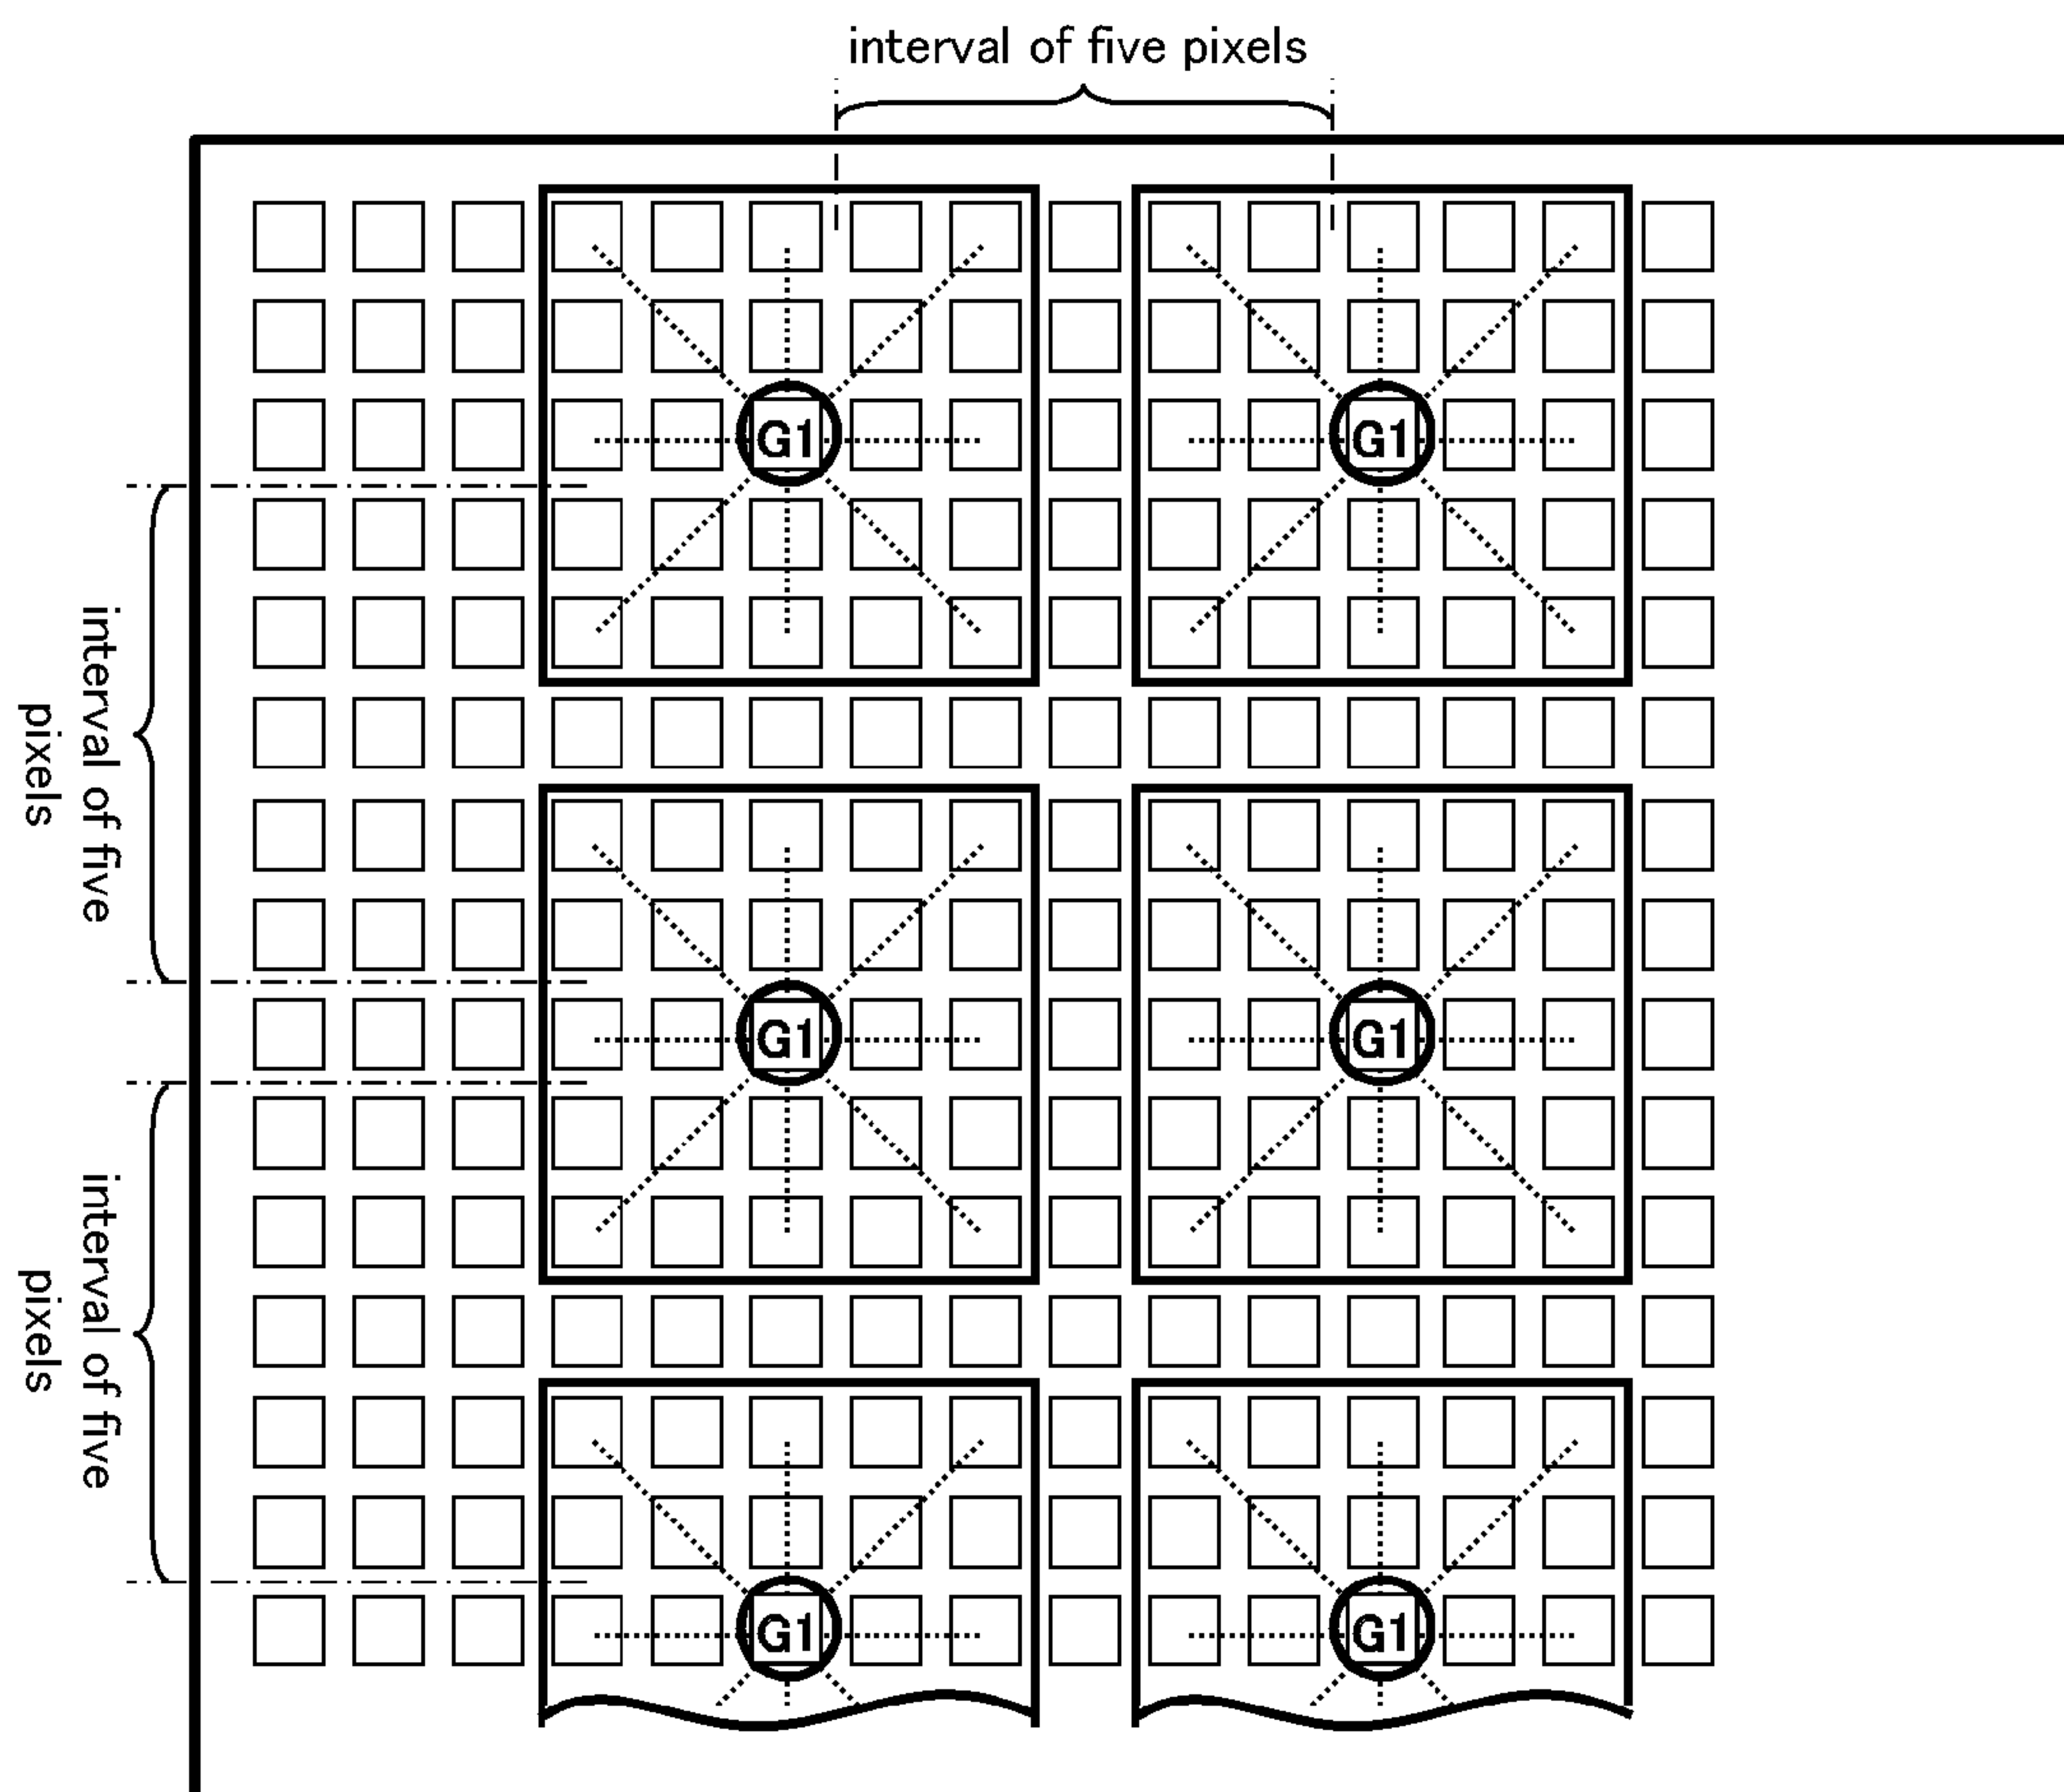 interval of five pixels
G1
G1
interval of five
pixels
G1
G1
interval of five
pixels
G1
G1